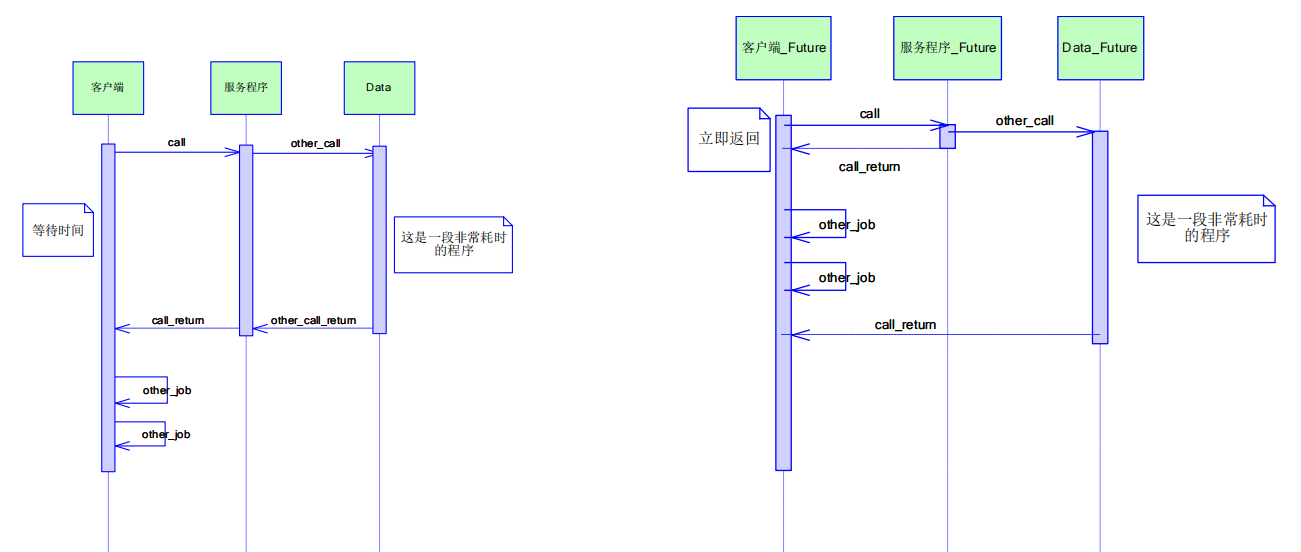 客户端
服务程序
Data
call
other_call
等待时间
这是一段非常耗时
的程序
call_return
other_call_return
other_job
other_job
客户端_Future
服务程序_Future
Data_Future
立即返回
call
other_call
call_return
other_job
other_job
这是一段非常耗时
的程序
call_return